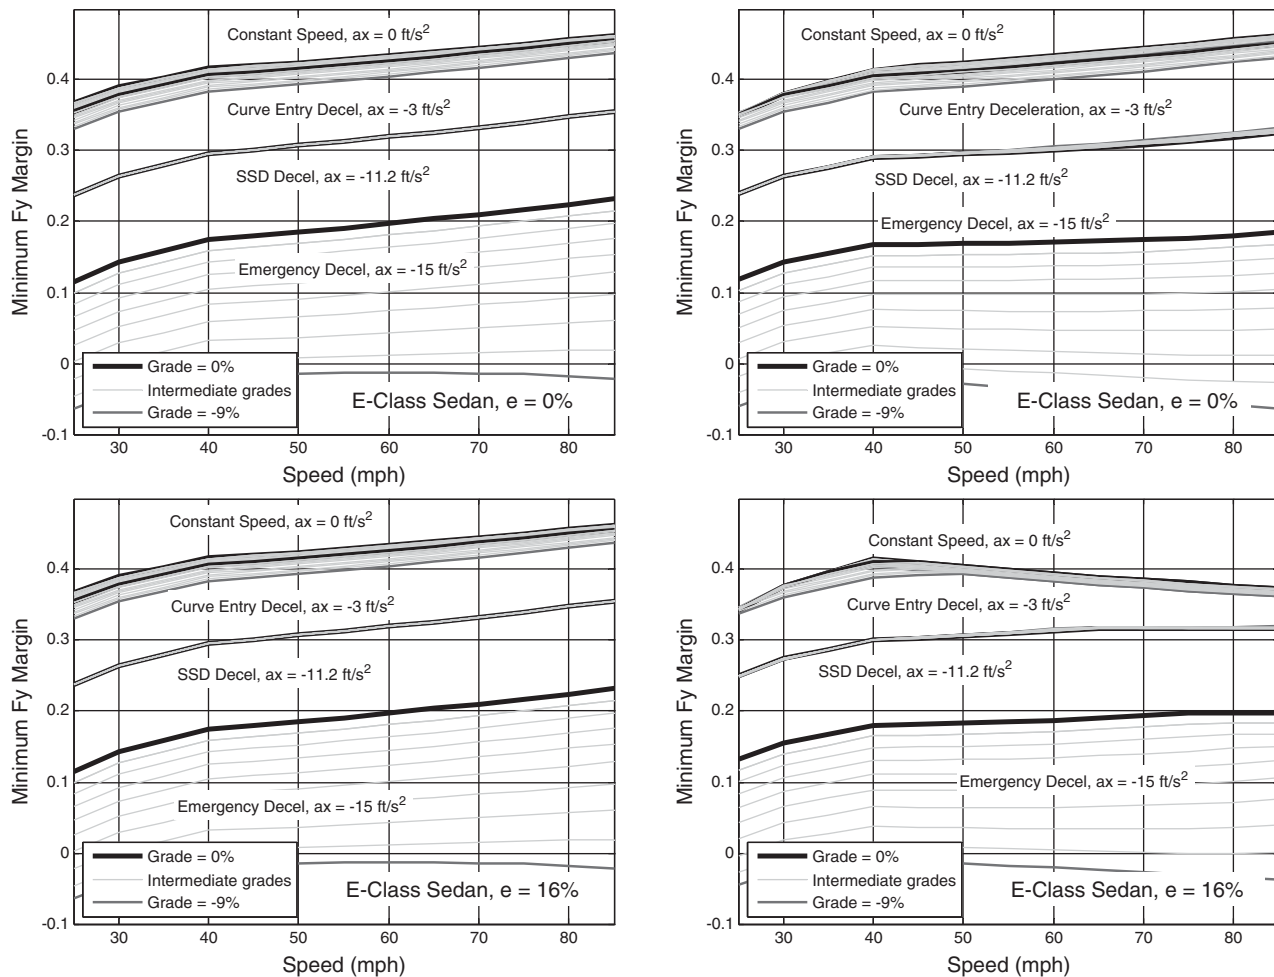 Constant Speed, ax = 0 ft/s²
0.4
Curve Entry Decel, ax = -3 ft/s²
0.3
SSD Decel, ax = -11.2 ft/s²
0.2
Emergency Decel, ax = -15 ft/s²
0.1
0
-0.1
Minimum Fy Margin
Grade = 0%
Intermediate grades
Grade = -9%
E-Class Sedan, e = 0%
30 40 50 60 70 80
Speed (mph)
Constant Speed, ax = 0 ft/s²
0.4
Curve Entry Deceleration, ax = -3 ft/s²
0.3
SSD Decel, ax = -11.2 ft/s²
Emergency Decel, ax = -15 ft/s²
0.2
0.1
0
-0.1
Minimum Fy Margin
Grade = 0%
Intermediate grades
Grade = -9%
E-Class Sedan, e = 0%
30 40 50 60 70 80
Speed (mph)
Constant Speed, ax = 0 ft/s²
0.4
Curve Entry Decel, ax = -3 ft/s²
0.3
SSD Decel, ax = -11.2 ft/s²
0.2
0.1
Emergency Decel, ax = -15 ft/s²
0
-0.1
Minimum Fy Margin
Grade = 0%
Intermediate grades
Grade = -9%
E-Class Sedan, e = 16%
30 40 50 60 70 80
Speed (mph)
Constant Speed, ax = 0 ft/s²
0.4
Curve Entry Decel, ax = -3 ft/s²
0.3
SSD Decel, ax = -11.2 ft/s²
0.2
Emergency Decel, ax = -15 ft/s²
0.1
0
-0.1
Minimum Fy Margin
Grade = 0%
Intermediate grades
Grade = -9%
E-Class Sedan, e = 16%
30 40 50 60 70 80
Speed (mph)